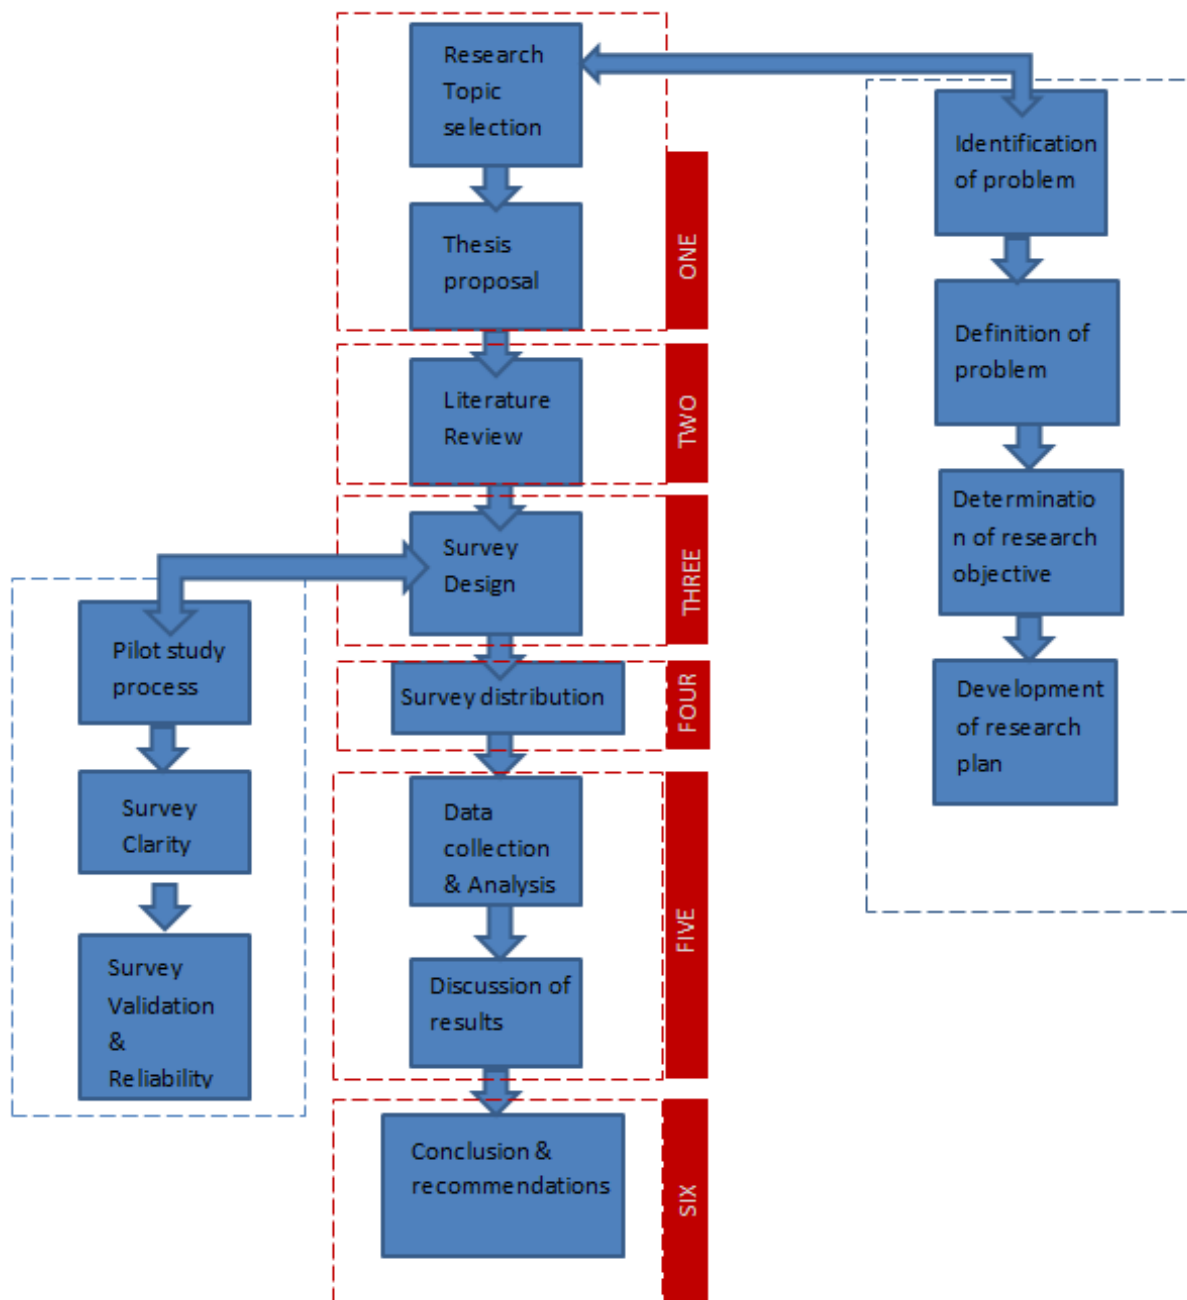 Research
Topic
selection
Thesis
proposal
ONE
Literature
Review
TWO
Survey
Design
THREE
Survey distribution
FOUR
Data
collection
& Analysis
Discussion of
results
FIVE
Conclusion &
recommendations
SIX
Identification
of problem
Definition of
problem
Determinatio
n of research
objective
Development
of research
plan
Pilot study
process
Survey
Clarity
Survey
Validation
&
Reliability